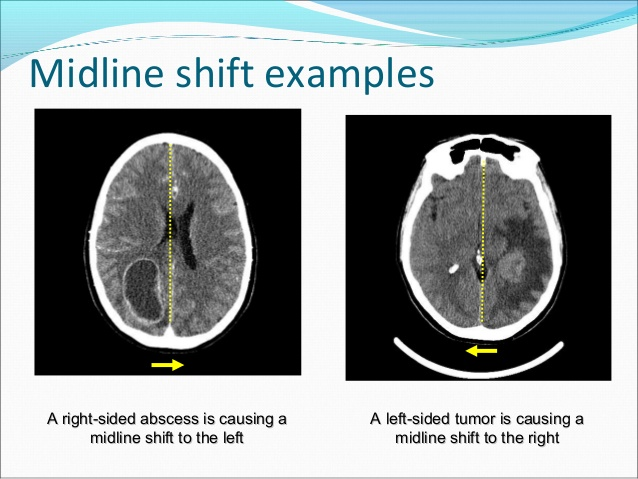 Midline shift examples
A right-sided abscess is causing a
midline shift to the left
A left-sided tumor is causing a
midline shift to the right